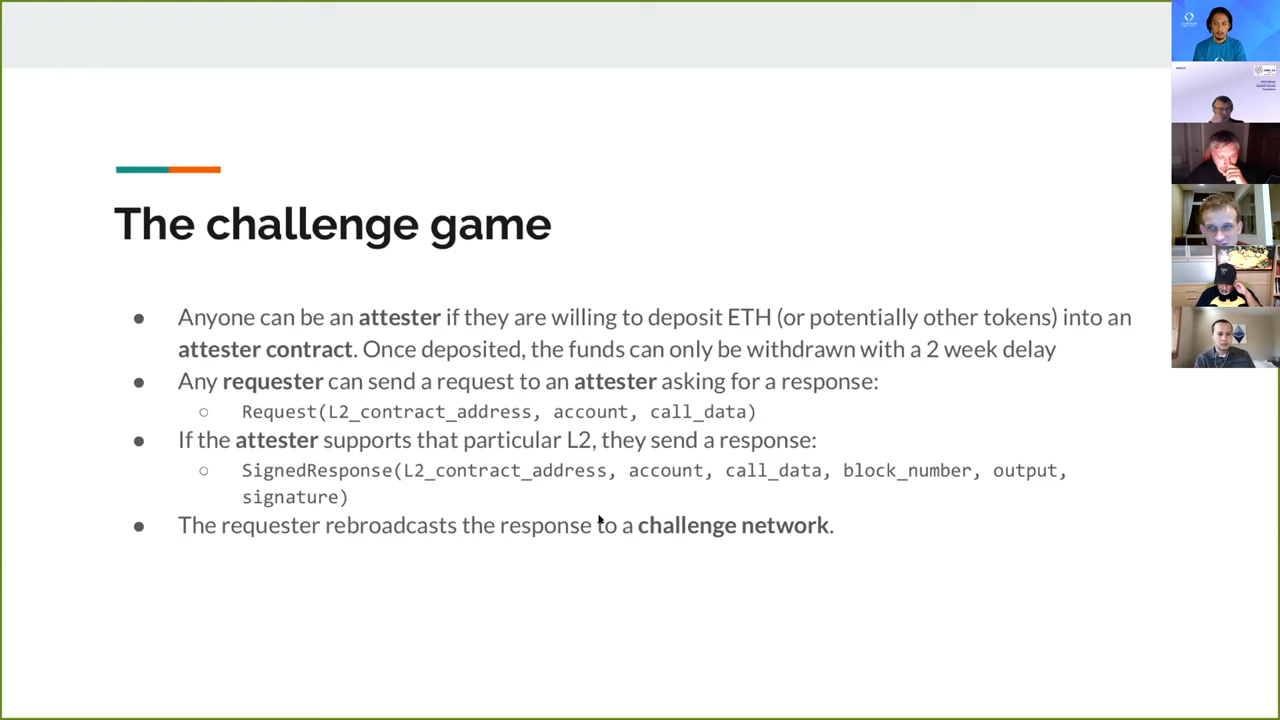 The challenge game
● Anyone can be an attester if they are willing to deposit ETH (or potentially other tokens) into an
attester contract. Once deposited, the funds can only be withdrawn with a 2 week delay
● Any requester can send a request to an attester asking for a response:
○ Request(L2_contract_address, account, call_data)
● If the attester supports that particular L2, they send a response:
○ SignedResponse(L2_contract_address, account, call_data, block_number, output,
signature)
● The requester rebroadcasts the response to a challenge network.